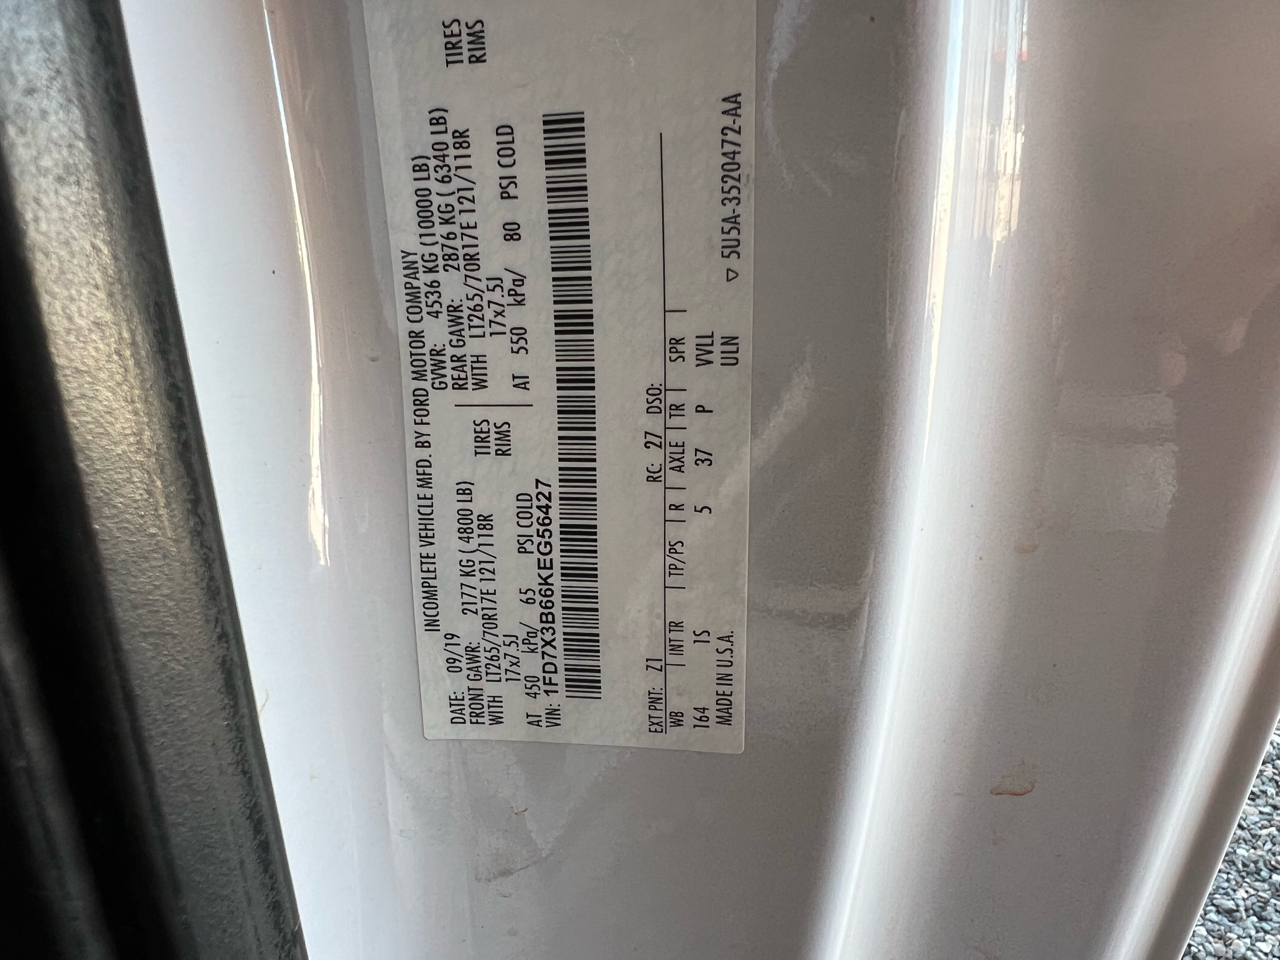 INCOMPLETE VEHICLE MFD. BY FORD MOTOR COMPANY
DATE: 09/19 GVWR: 4536 KG (10000 LB)
FRONT GAWR: 2177 KG ( 4800 LB) REAR GAWR: 2876 KG ( 6340 LB)
WITH LT265/70R17E 121/118R TIRES WITH LT265/70R17E 121/118R TIRES
17x7.5J RIMS 17x7.5J RIMS
AT 450 kPa/ 65 PSI COLD AT 550 kPa/ 80 PSI COLD
VIN: 1FD7X3B66KEG56427
EXT PNT: Z1 RC: 27 DSO:
WB | INT TR | TP/PS | R | AXLE | TR | SPR |
164 1S 5 37 P VVLL
MADE IN U.S.A. ULN
▽ 5U5A-3520472-AA